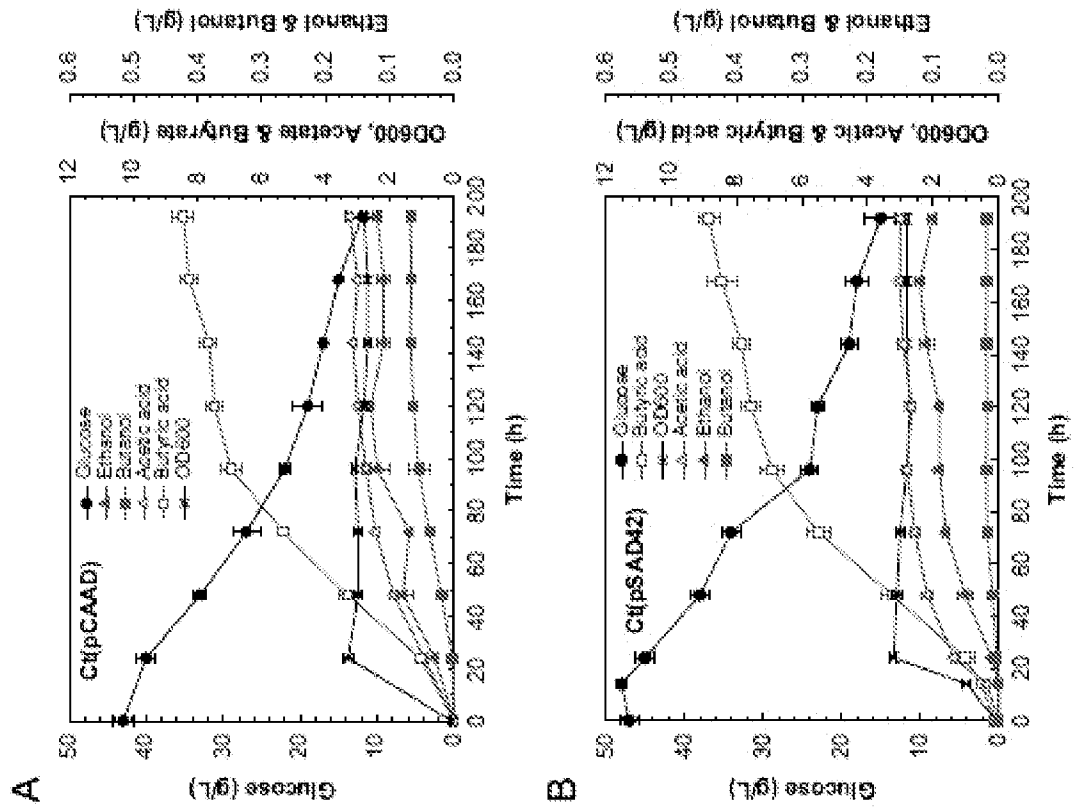 A
Ct(pCAAD)
Glucose
Ethanol
Butanol
Acetic acid
Butyric acid
OD600
Glucose (g/L)
0
10
20
30
40
50
Time (h)
0 20 40 60 80 100 120 140 160 180 200
OD600, Acetate & Butyrate (g/L)
0
2
4
6
8
10
12
Ethanol & Butanol (g/L)
0.0
0.1
0.2
0.3
0.4
0.5
0.6
B
Ct(pSAD42)
Glucose
Butyric acid
OD600
Acetic acid
Ethanol
Butanol
Glucose (g/L)
0
10
20
30
40
50
Time (h)
0 20 40 60 80 100 120 140 160 180 200
OD600, Acetic & Butyric acid (g/L)
0
2
4
6
8
10
12
Ethanol & Butanol (g/L)
0.0
0.1
0.2
0.3
0.4
0.5
0.6